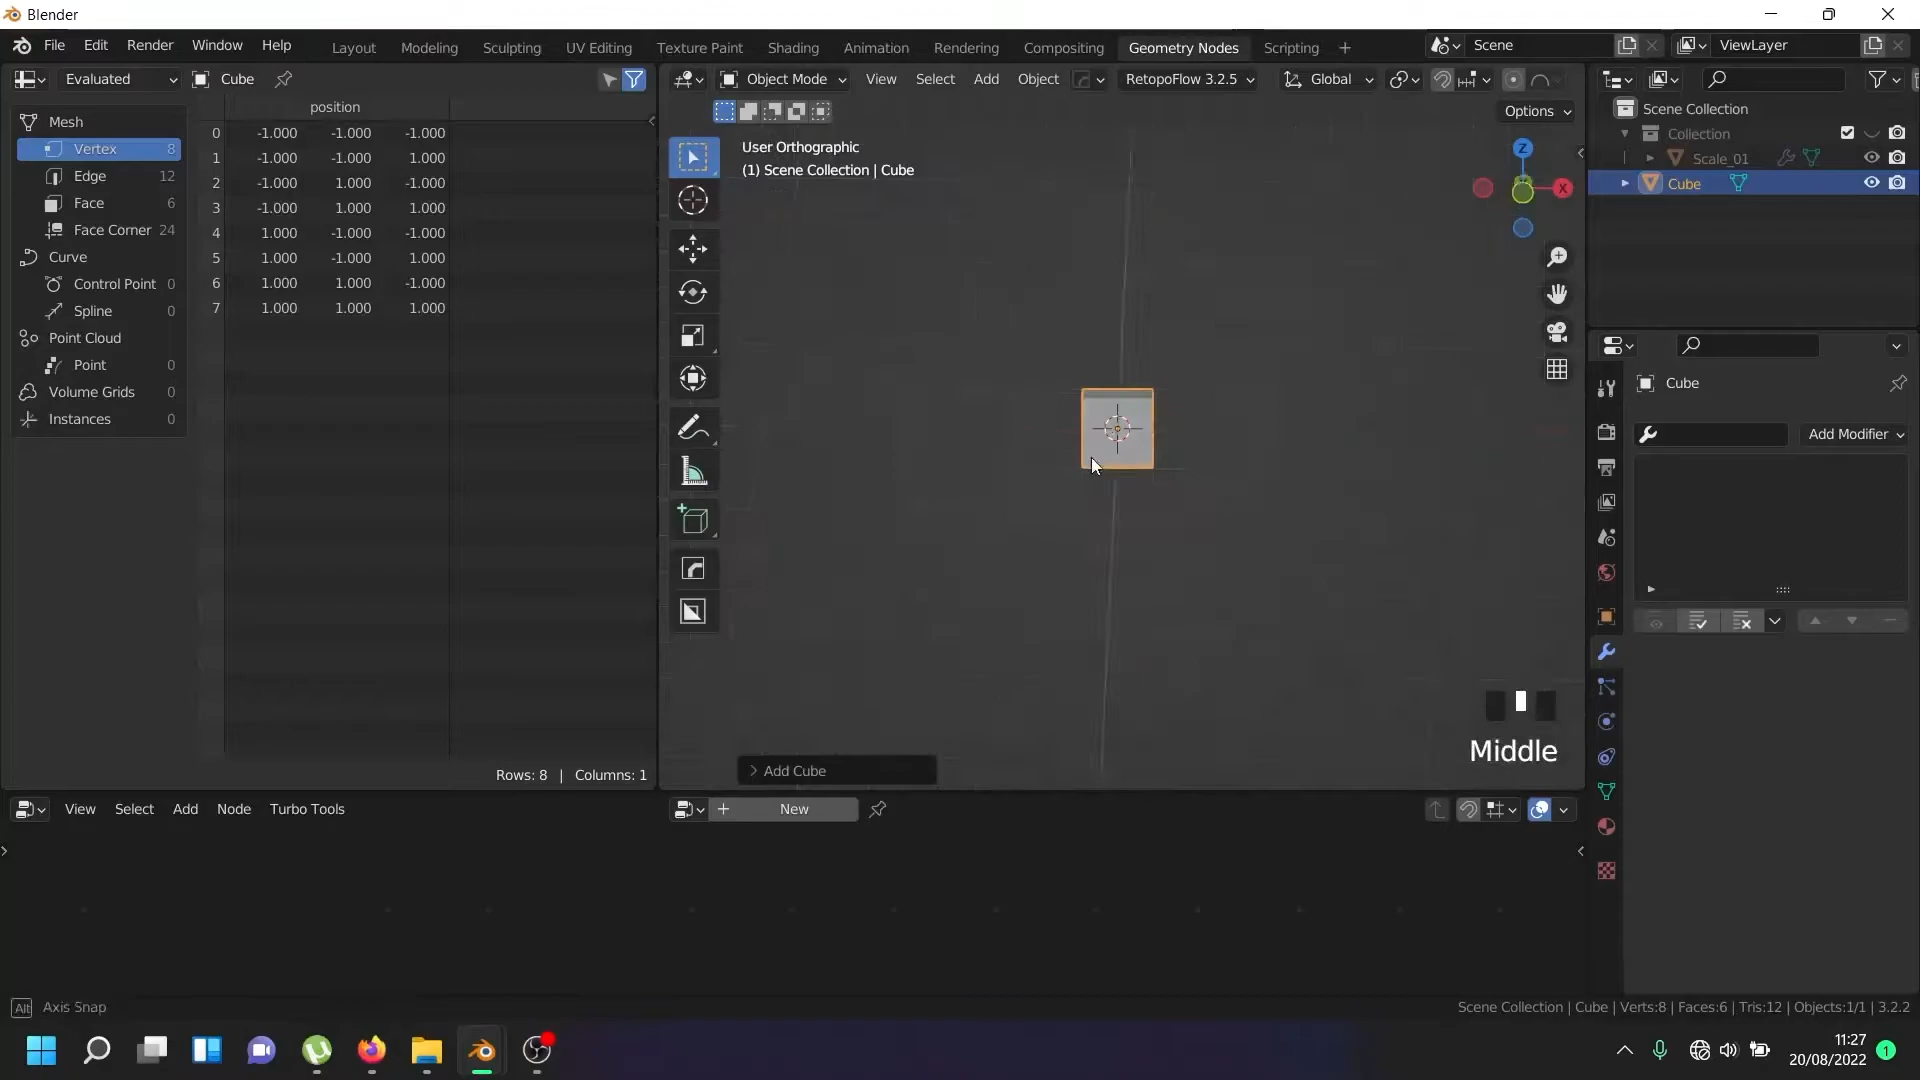 Blender
File Edit Render Window Help
Layout Modeling Sculpting UV Editing Texture Paint Shading Animation Rendering Compositing Geometry Nodes Scripting +
Scene
ViewLayer
Evaluated Cube
Object Mode View Select Add Object RetopoFlow 3.2.5 Global
Options
position
Mesh
Vertex 8
Edge 12
Face 6
Face Corner 24
Curve
Control Point 0
Spline 0
Point Cloud
Point 0
Volume Grids 0
Instances 0
0 -1.000 -1.000 -1.000
1 -1.000 -1.000 1.000
2 -1.000 1.000 -1.000
3 -1.000 1.000 1.000
4 1.000 -1.000 -1.000
5 1.000 -1.000 1.000
6 1.000 1.000 -1.000
7 1.000 1.000 1.000
Rows: 8 | Columns: 1
User Orthographic
(1) Scene Collection | Cube
Z
X
Middle
Add Cube
Scene Collection
Collection
Scale_01
Cube
Cube
Add Modifier
View Select Add Node Turbo Tools
New
Alt Axis Snap
Scene Collection | Cube | Verts:8 | Faces:6 | Tris:12 | Objects:1/1 | 3.2.2
11:27
20/08/2022
1